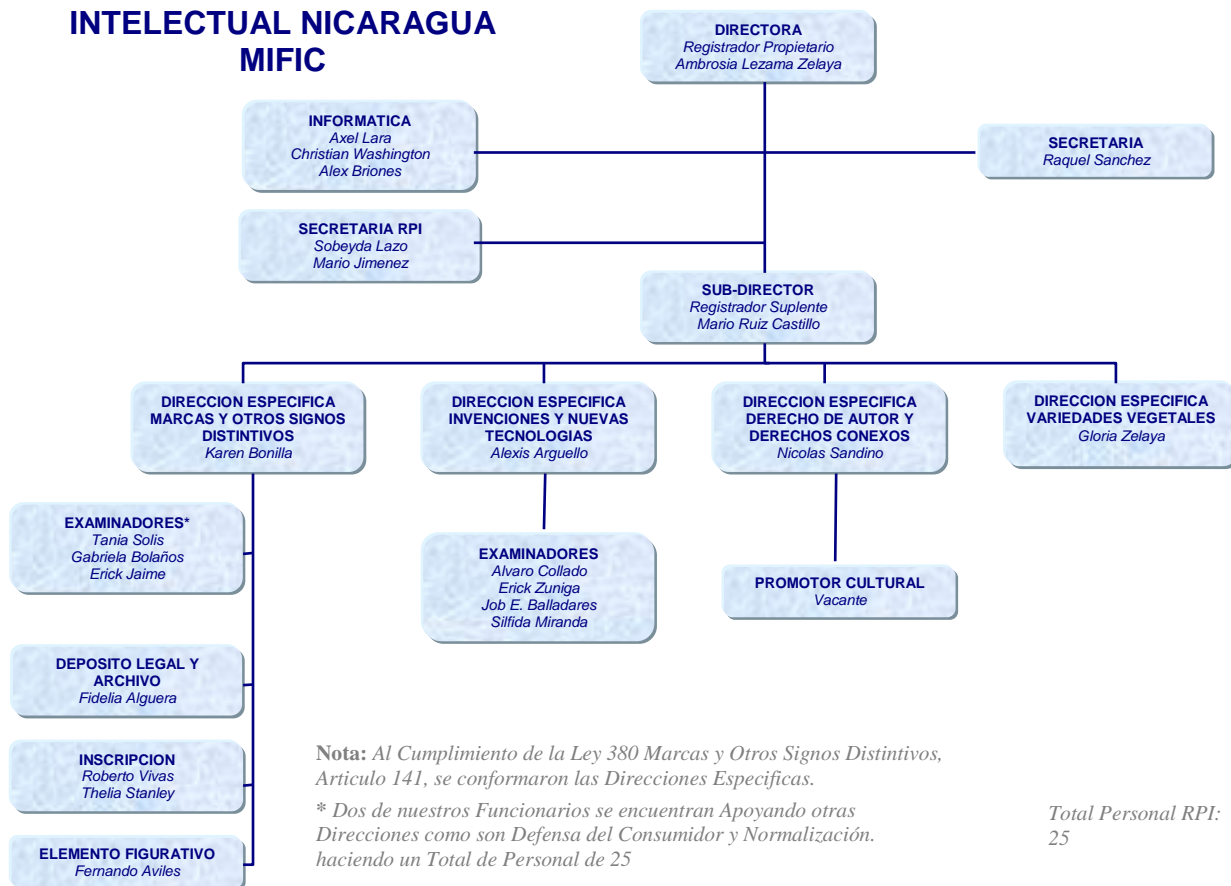 INTELECTUAL NICARAGUA
MIFIC
DIRECTORA
Registrador Propietario
Ambrosia Lezama Zelaya
INFORMATICA
Axel Lara
Christian Washington
Alex Briones
SECRETARIA
Raquel Sanchez
SECRETARIA RPI
Sobeyda Lazo
Mario Jimenez
SUB-DIRECTOR
Registrador Suplente
Mario Ruiz Castillo
DIRECCION ESPECIFICA
MARCAS Y OTROS SIGNOS
DISTINTIVOS
Karen Bonilla
DIRECCION ESPECIFICA
INVENCIONES Y NUEVAS
TECNOLOGIAS
Alexis Arguello
DIRECCION ESPECIFICA
DERECHO DE AUTOR Y
DERECHOS CONEXOS
Nicolas Sandino
DIRECCION ESPECIFICA
VARIEDADES VEGETALES
Gloria Zelaya
EXAMINADORES*
Tania Solis
Gabriela Bolaños
Erick Jaime
EXAMINADORES
Alvaro Collado
Erick Zuniga
Job E. Balladares
Silfida Miranda
PROMOTOR CULTURAL
Vacante
DEPOSITO LEGAL Y
ARCHIVO
Fidelia Alguera
INSCRIPCION
Roberto Vivas
Thelia Stanley
ELEMENTO FIGURATIVO
Fernando Aviles
Nota: Al Cumplimiento de la Ley 380 Marcas y Otros Signos Distintivos,
Articulo 141, se conformaron las Direcciones Especificas.
* Dos de nuestros Funcionarios se encuentran Apoyando otras
Direcciones como son Defensa del Consumidor y Normalización.
haciendo un Total de Personal de 25
Total Personal RPI:
25